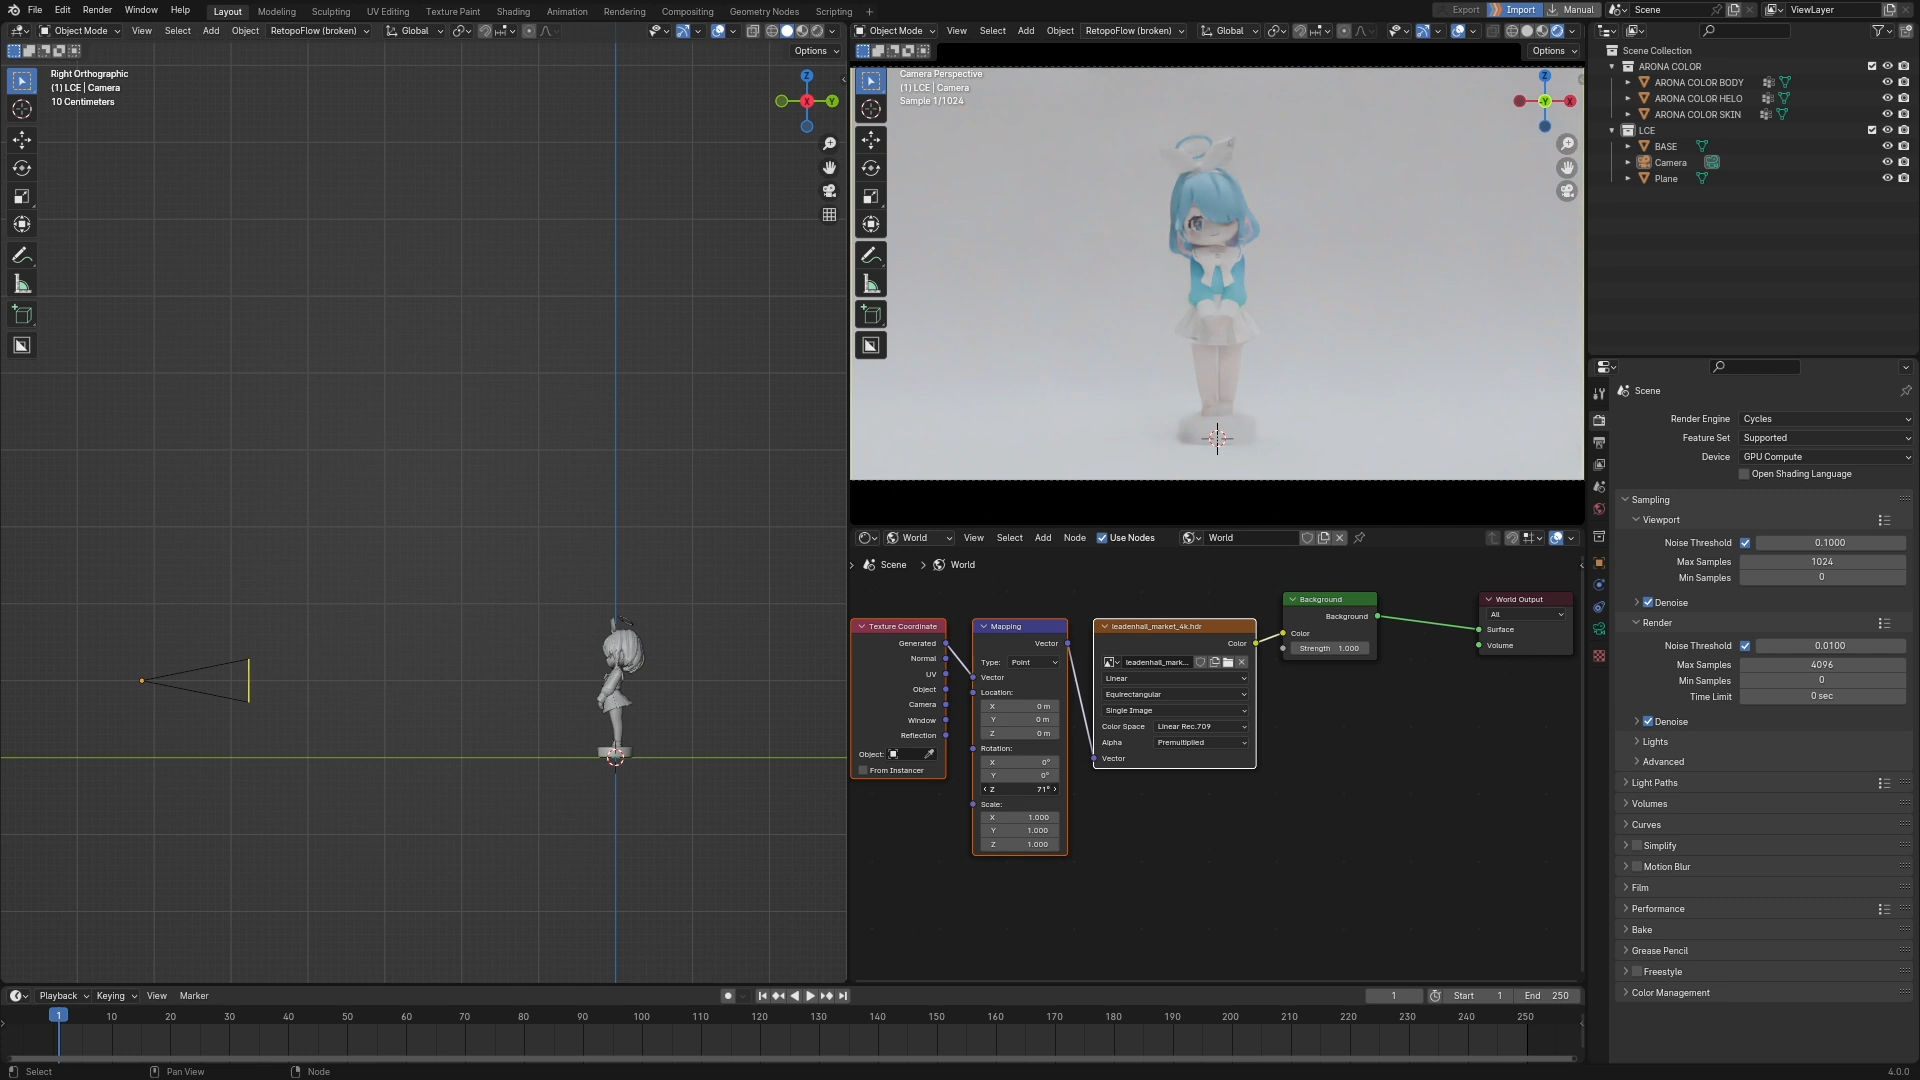 File Edit Render Window Help Layout Modeling Sculpting UV Editing Texture Paint Shading Animation Rendering Compositing Geometry Nodes Scripting + Export Import Manual Scene ViewLayer
Object Mode View Select Add Object RetopoFlow (broken) Global
Options
Right Orthographic
(1) LCE | Camera
10 Centimeters
Z
X
Y
Object Mode View Select Add Object RetopoFlow (broken) Global
Options
Camera Perspective
(1) LCE | Camera
Sample 1/1024
Z
-Y
X
Scene Collection
ARONA COLOR
ARONA COLOR BODY
ARONA COLOR HELO
ARONA COLOR SKIN
LCE
BASE
Camera
Plane
Scene
Render Engine Cycles
Feature Set Supported
Device GPU Compute
Open Shading Language
Sampling
Viewport
Noise Threshold 0.1000
Max Samples 1024
Min Samples 0
Denoise
Render
Noise Threshold 0.0100
Max Samples 4096
Min Samples 0
Time Limit 0 sec
Denoise
Lights
Advanced
Light Paths
Volumes
Curves
Simplify
Motion Blur
Film
Performance
Bake
Grease Pencil
Freestyle
Color Management
World View Select Add Node Use Nodes World
Scene World
Texture Coordinate
Generated
Normal
UV
Object
Camera
Window
Reflection
Object:
From Instancer
Mapping
Vector
Type: Point
Vector
Location:
X 0 m
Y 0 m
Z 0 m
Rotation:
X 0°
Y 0°
Z 71°
Scale:
X 1.000
Y 1.000
Z 1.000
leadenhall_market_4k.hdr
Color
leadenhall_mark...
Linear
Equirectangular
Single Image
Color Space Linear Rec.709
Alpha Premultiplied
Vector
Background
Background
Color
Strength 1.000
World Output
All
Surface
Volume
Playback Keying View Marker 1 Start 1 End 250
1 10 20 30 40 50 60 70 80 90 100 110 120 130 140 150 160 170 180 190 200 210 220 230 240 250
Select Pan View Node 4.0.0